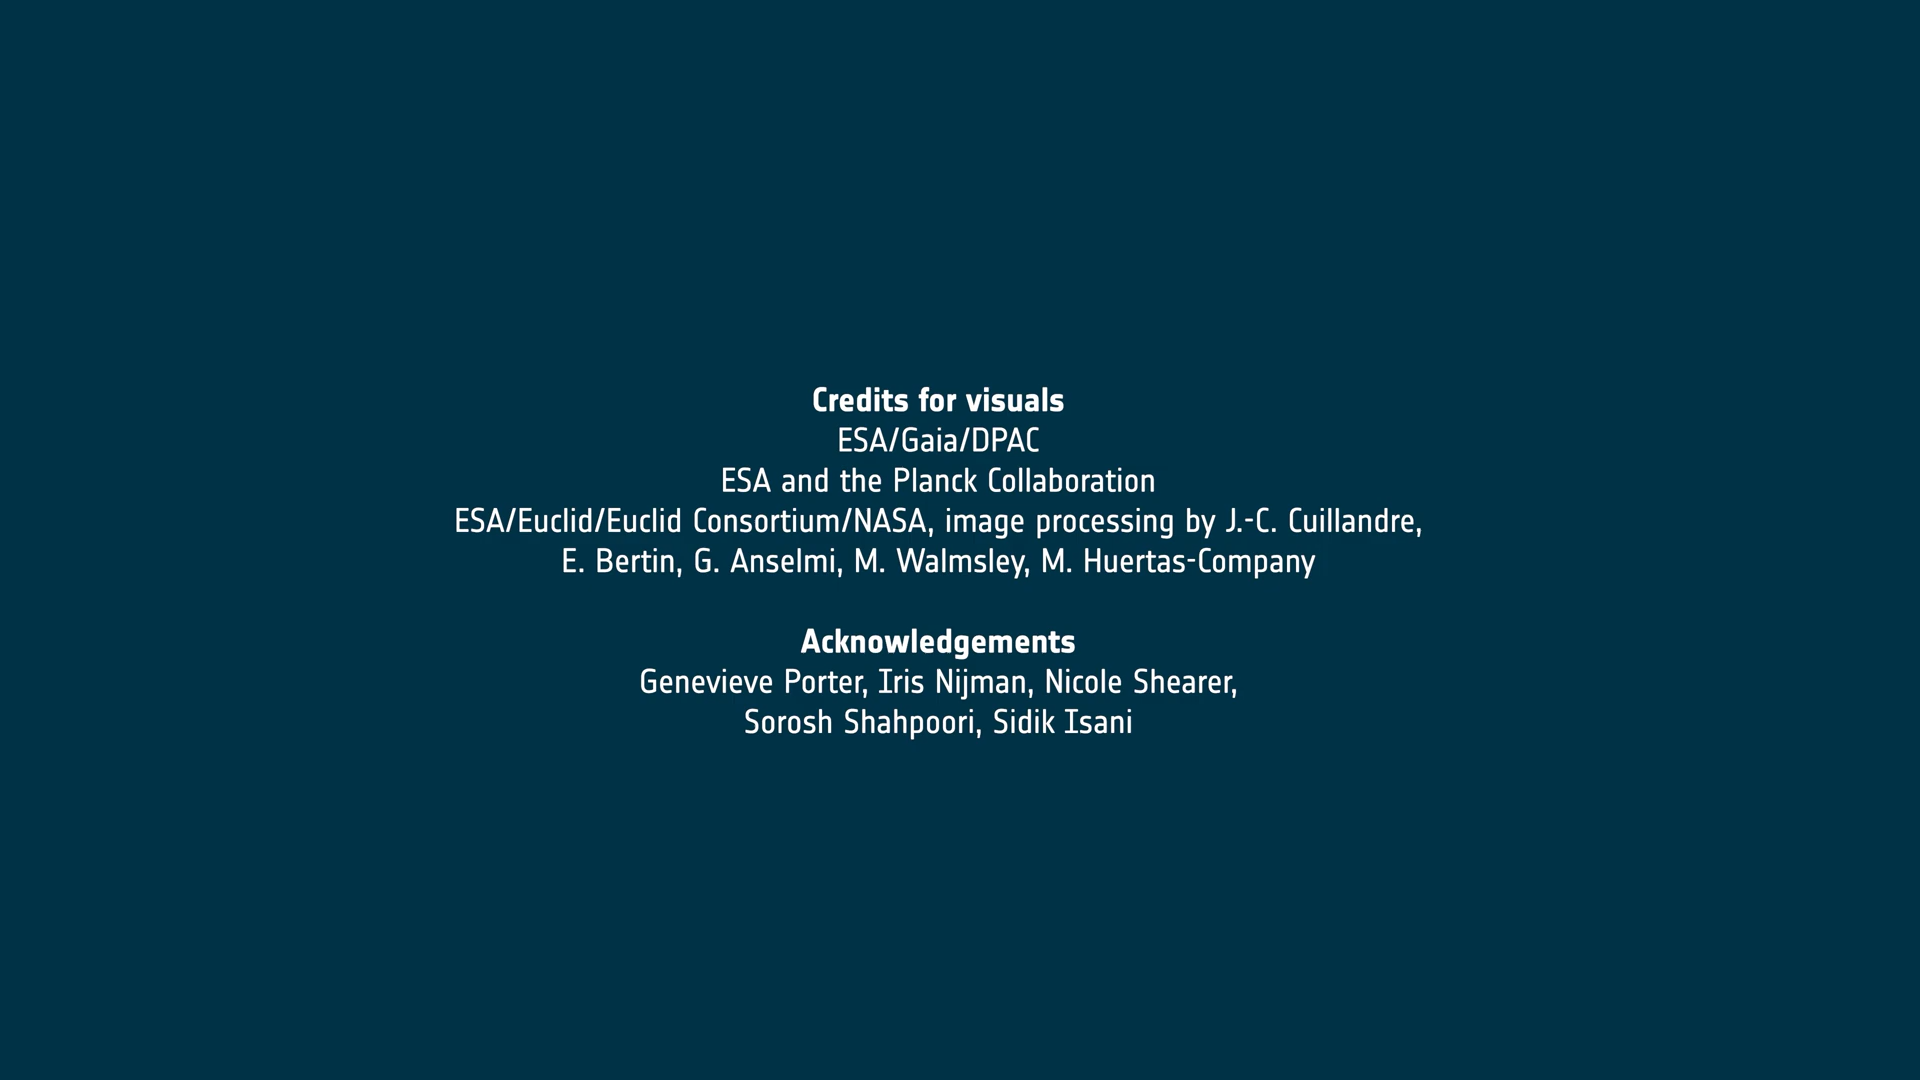 Credits for visuals
ESA/Gaia/DPAC
ESA and the Planck Collaboration
ESA/Euclid/Euclid Consortium/NASA, image processing by J.-C. Cuillandre,
E. Bertin, G. Anselmi, M. Walmsley, M. Huertas-Company
Acknowledgements
Genevieve Porter, Iris Nijman, Nicole Shearer,
Sorosh Shahpoori, Sidik Isani